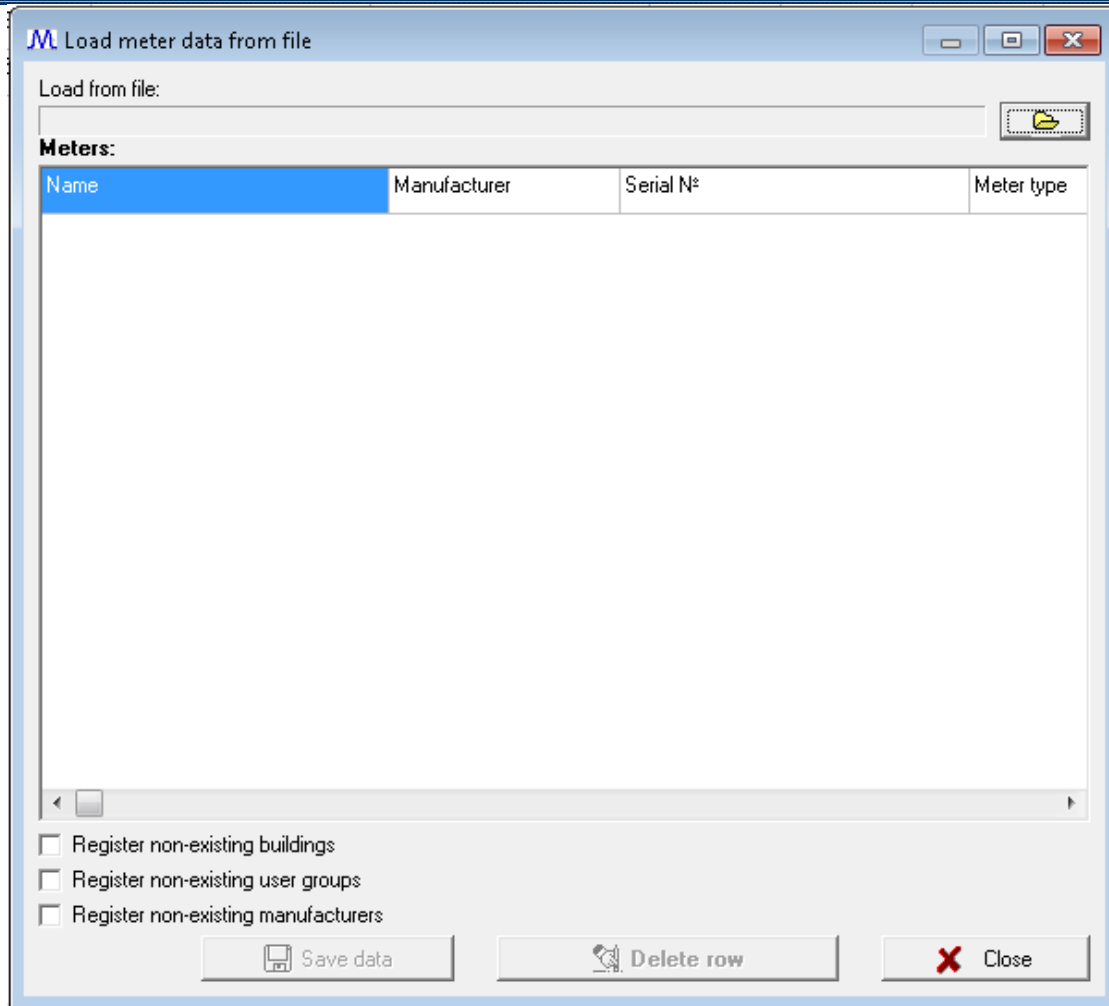 Load meter data from file
Load from file:
Meters:
Name Manufacturer Serial Nº Meter type
Register non-existing buildings
Register non-existing user groups
Register non-existing manufacturers
Save data Delete row Close